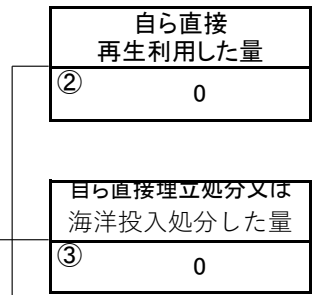 自ら直接
再生利用した量
② 0
自ら直接埋立処分又は
海洋投入処分した量
③ 0